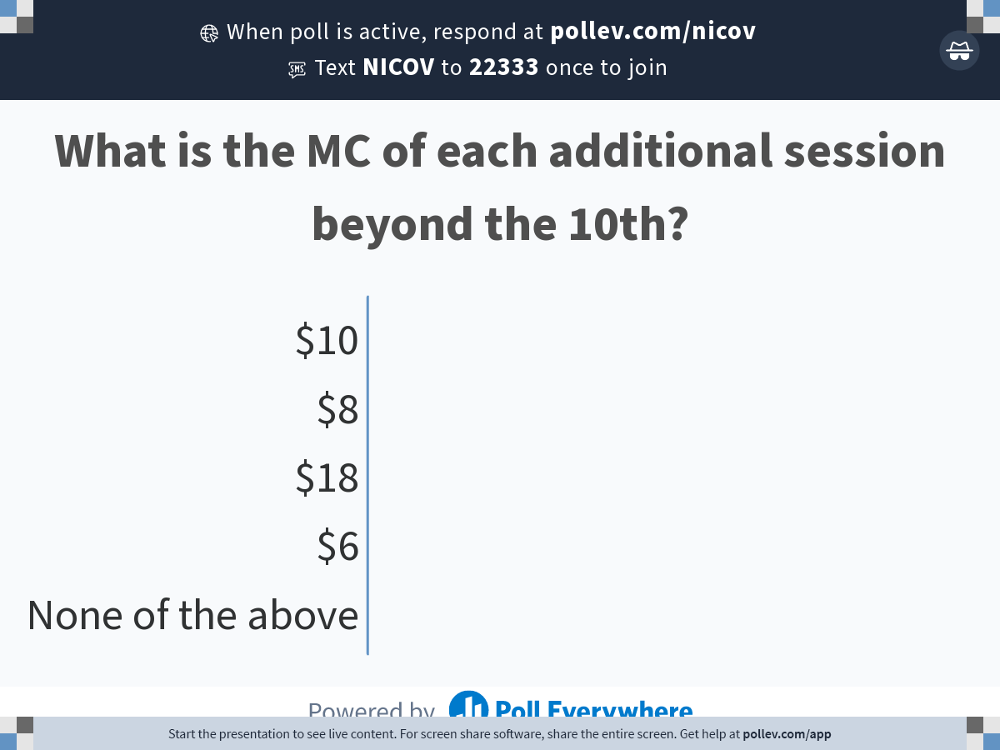 When poll is active, respond at pollev.com/nicov
SMS Text NICOV to 22333 once to join
What is the MC of each additional session
beyond the 10th?
$10
$8
$18
$6
None of the above
Powered by Poll Everywhere
Start the presentation to see live content. For screen share software, share the entire screen. Get help at pollev.com/app